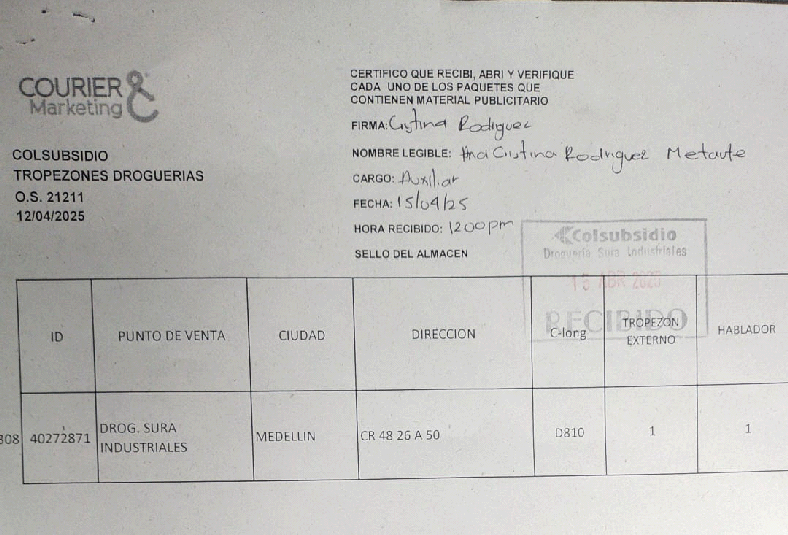 COURIER &
Marketing
COLSUBSIDIO
TROPEZONES DROGUERIAS
O.S. 21211
12/04/2025
CERTIFICO QUE RECIBI, ABRI Y VERIFIQUE
CADA UNO DE LOS PAQUETES QUE
CONTIENEN MATERIAL PUBLICITARIO
FIRMA: Cristina Rodriguez
NOMBRE LEGIBLE: Ana Cristina Rodriguez Metaute
CARGO: Auxiliar
FECHA: 15/04/25
HORA RECIBIDO: 1200pm
SELLO DEL ALMACEN
Colsubsidio
Drogueria Sura Industriales
15 ABR 2025
RECIBIDO
ID PUNTO DE VENTA CIUDAD DIRECCION C-long TROPEZON EXTERNO HABLADOR
308 40272871 DROG. SURA INDUSTRIALES MEDELLIN CR 48 26 A 50 D810 1 1